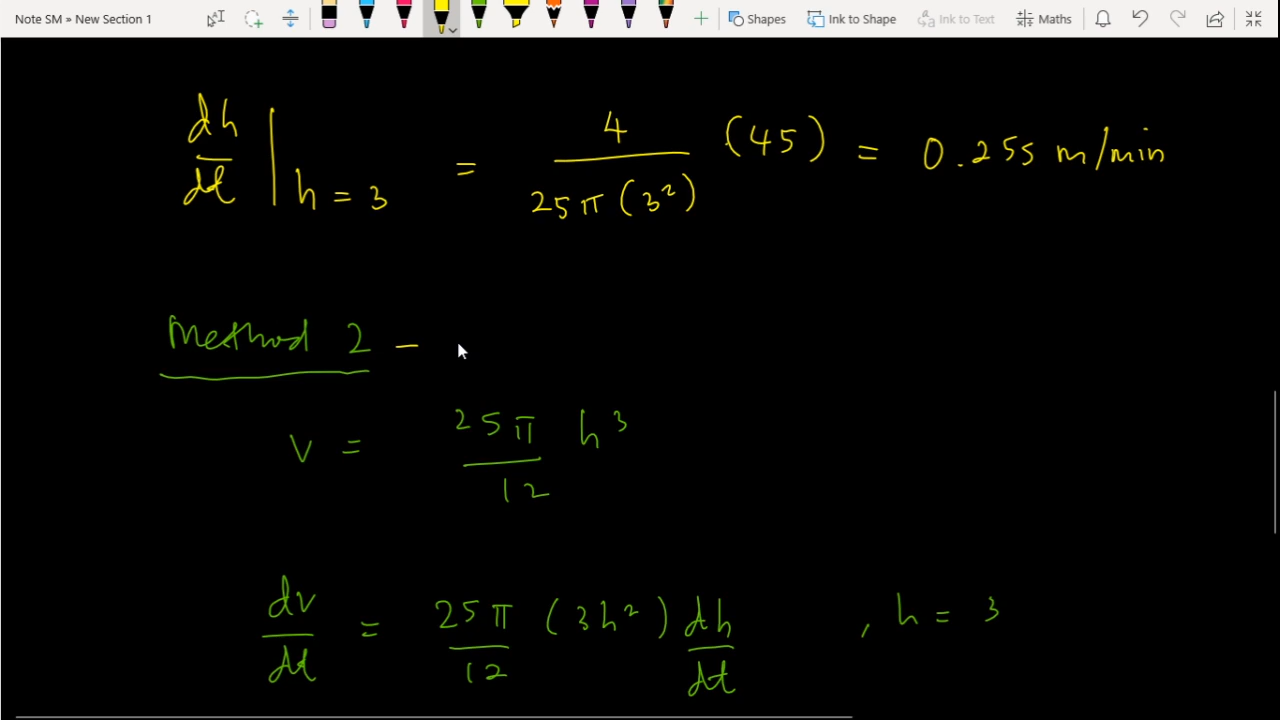 Note SM » New Section 1 Shapes Ink to Shape Ink to Text Maths
dh/dt | h = 3 = 4/(25π(3²)) (45) = 0.255 m/min
Method 2 –
V = 25π/12 h³
dv/dt = 25π/12 (3h²) dh/dt , h = 3